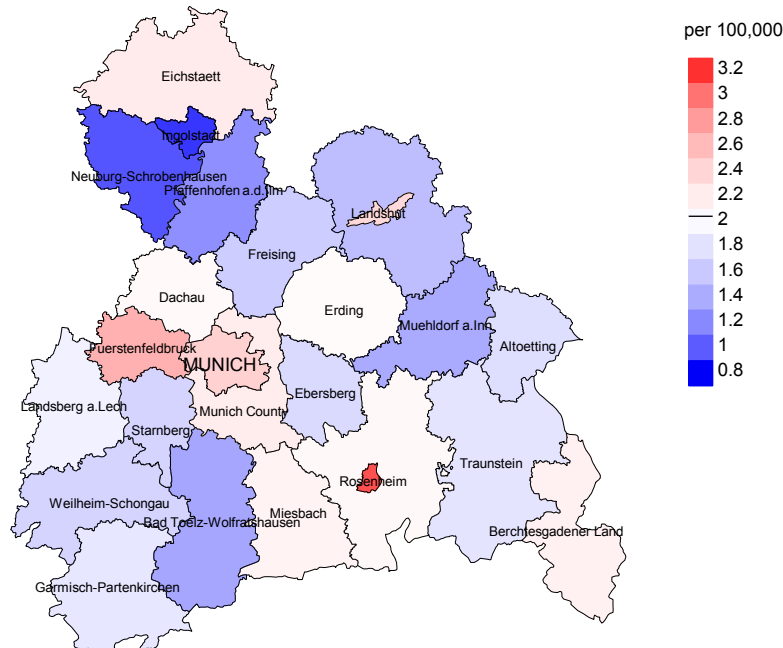 per 100,000
3.2
3
2.8
2.6
2.4
2.2
2
1.8
1.6
1.4
1.2
1
0.8
Eichstaett
Ingolstadt
Neuburg-Schrobenhausen
Pfaffenhofen a.d.Ilm
Landshut
Freising
Dachau
Erding
Muehldorf a.Inn
Altoetting
Fuerstenfeldbruck
MUNICH
Ebersberg
Landsberg a.Lech
Munich County
Starnberg
Traunstein
Rosenheim
Weilheim-Schongau
Miesbach
Bad Toelz-Wolfratshausen
Berchtesgadener Land
Garmisch-Partenkirchen